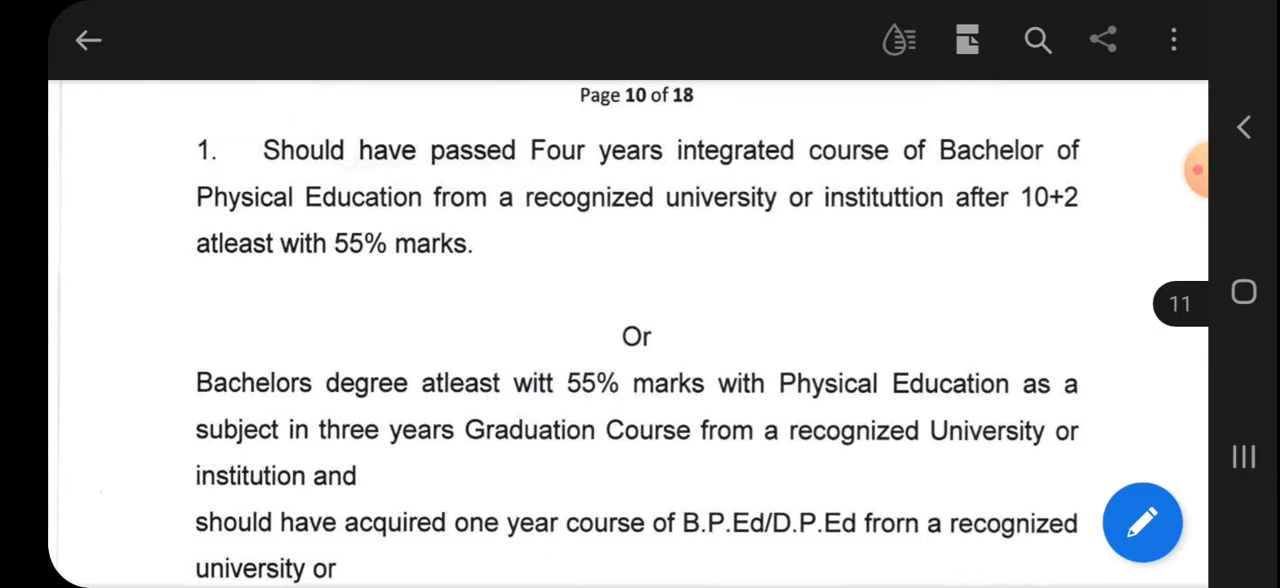 Page 10 of 18
1. Should have passed Four years integrated course of Bachelor of
Physical Education from a recognized university or instituttion after 10+2
atleast with 55% marks.
11
Or
Bachelors degree atleast witt 55% marks with Physical Education as a
subject in three years Graduation Course from a recognized University or
institution and
should have acquired one year course of B.P.Ed/D.P.Ed frorn a recognized
university or